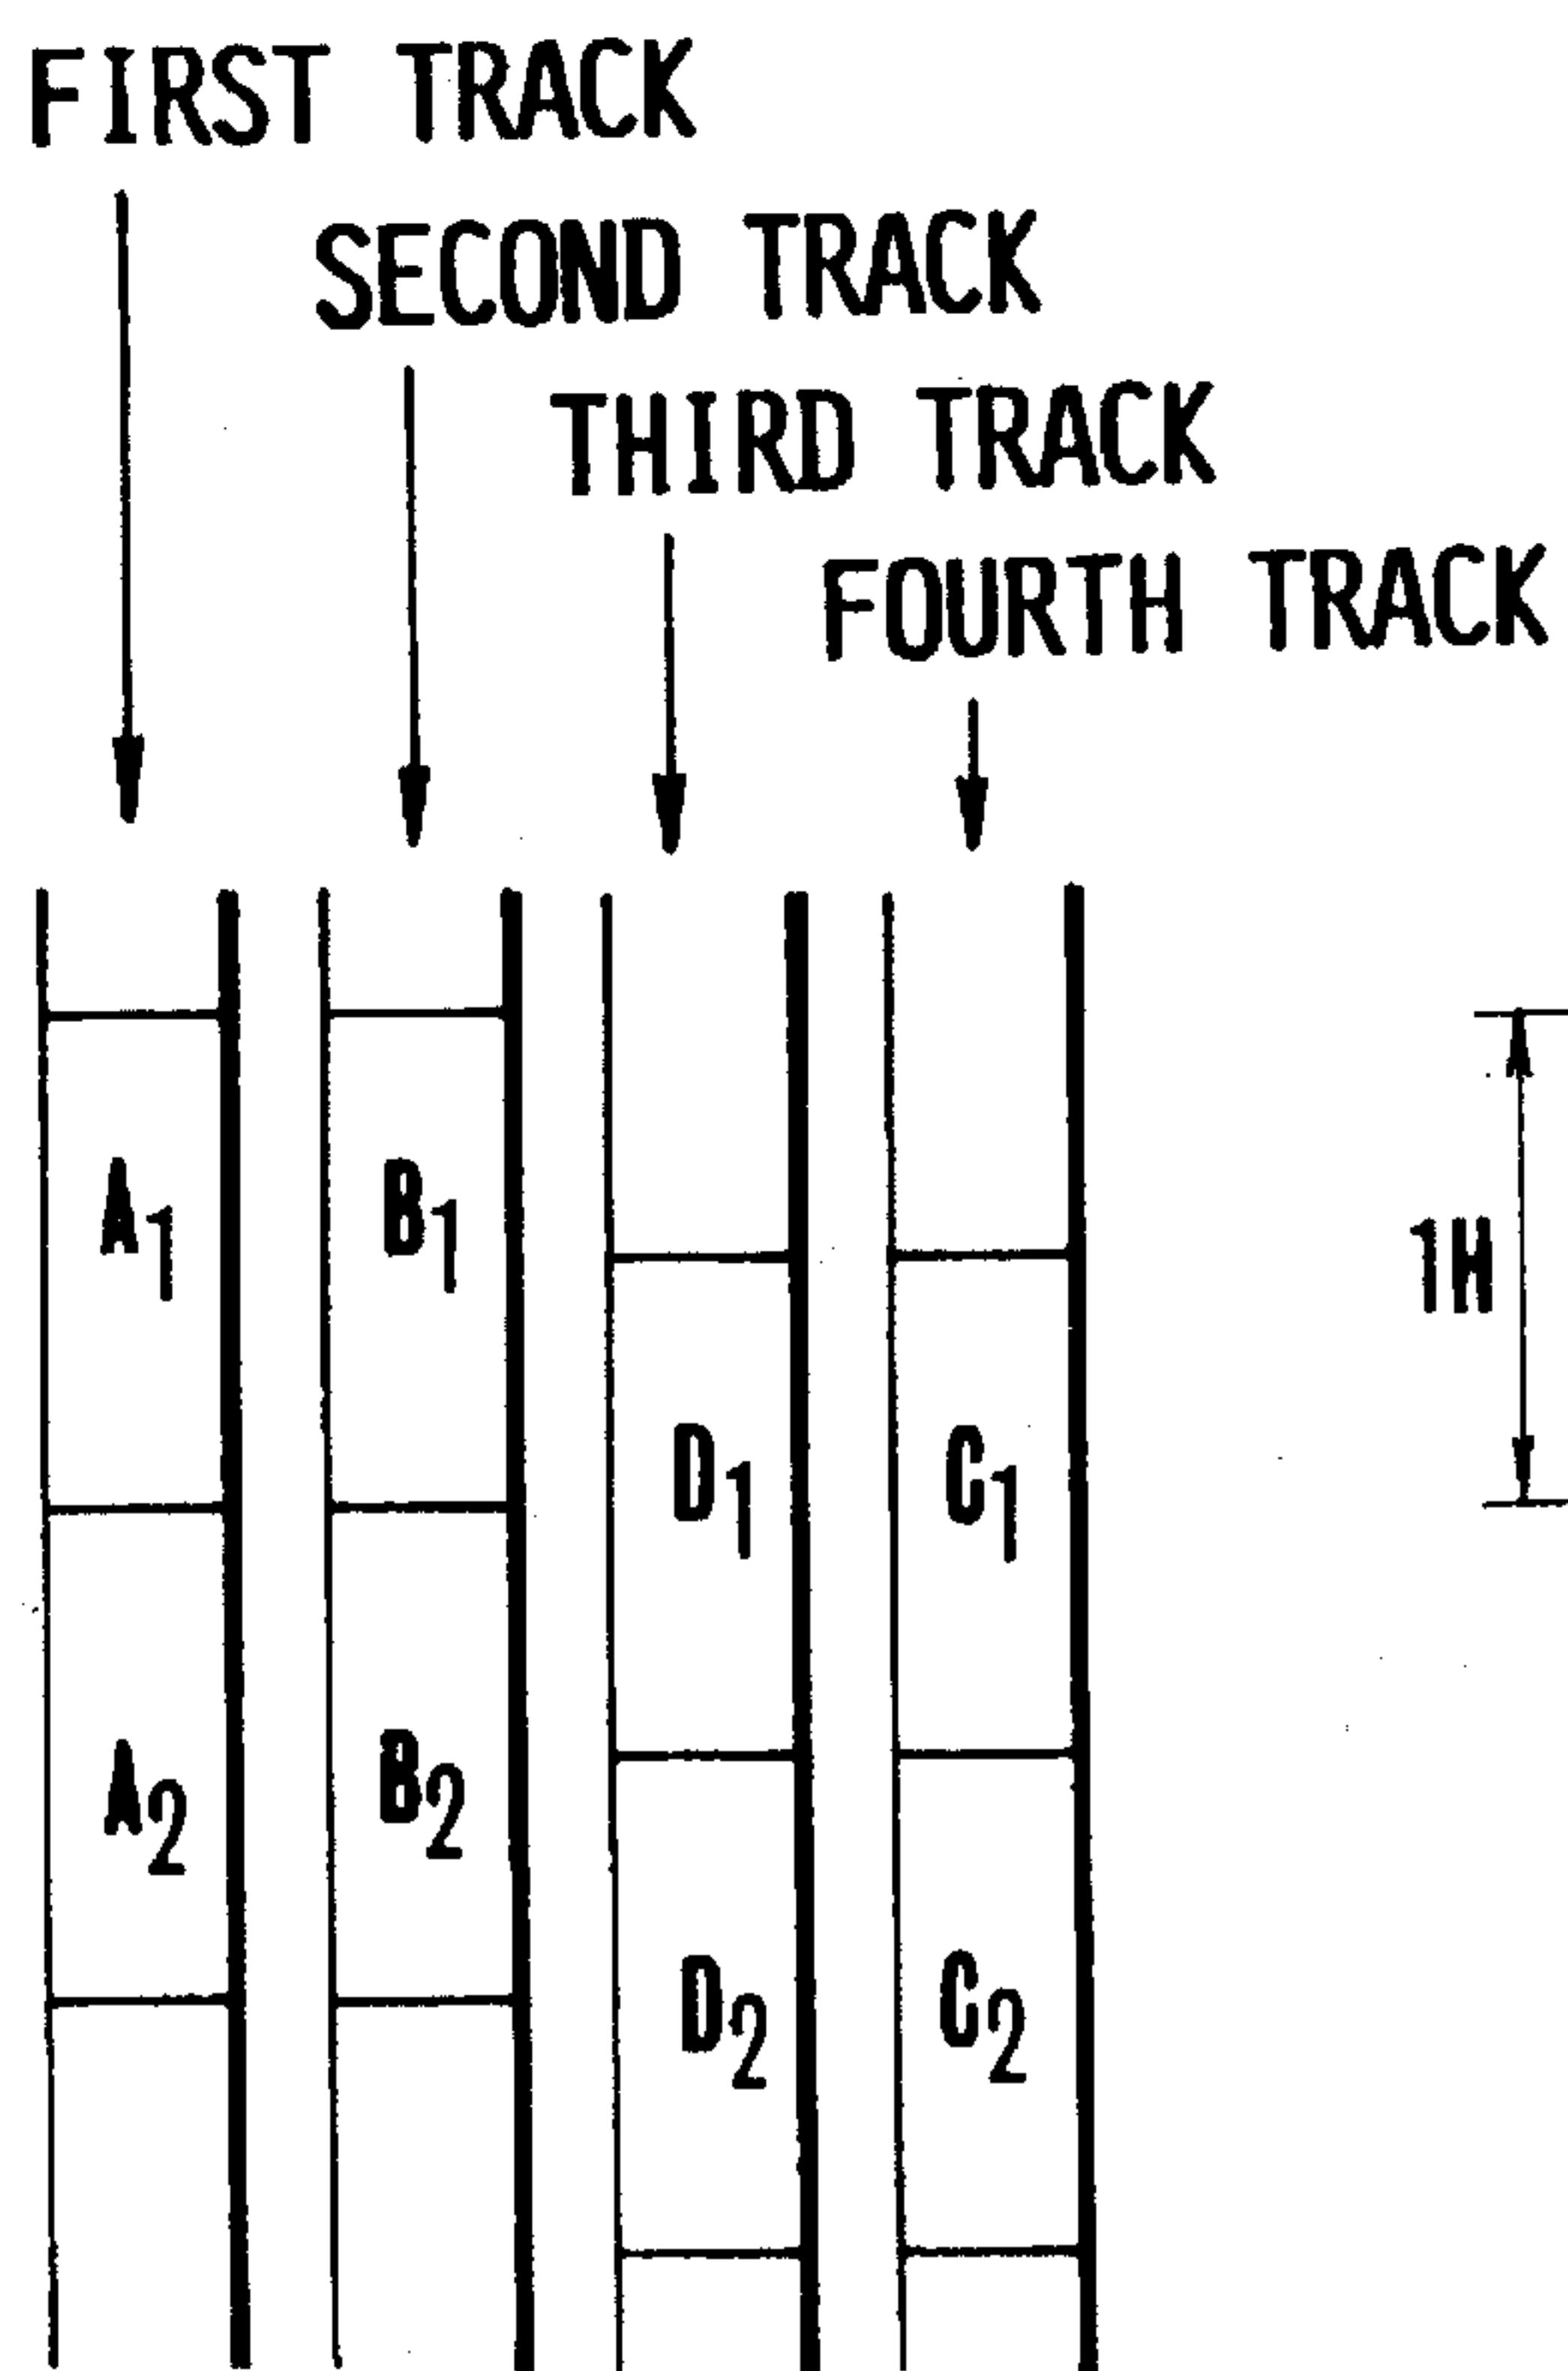 FIRST TRACK
SECOND TRACK
THIRD TRACK
FOURTH TRACK
A1 B1
1H
D1 C1
A2 B2
D2 C2